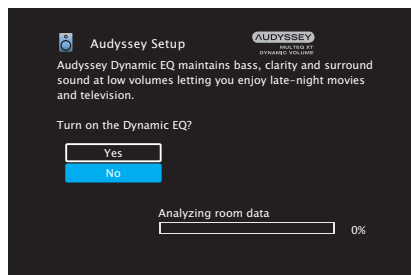 Audyssey Setup
AUDYSSEY
MULTEQ XT
DYNAMIC VOLUME
Audyssey Dynamic EQ maintains bass, clarity and surround
sound at low volumes letting you enjoy late-night movies
and television.
Turn on the Dynamic EQ?
Yes
No
Analyzing room data
0%